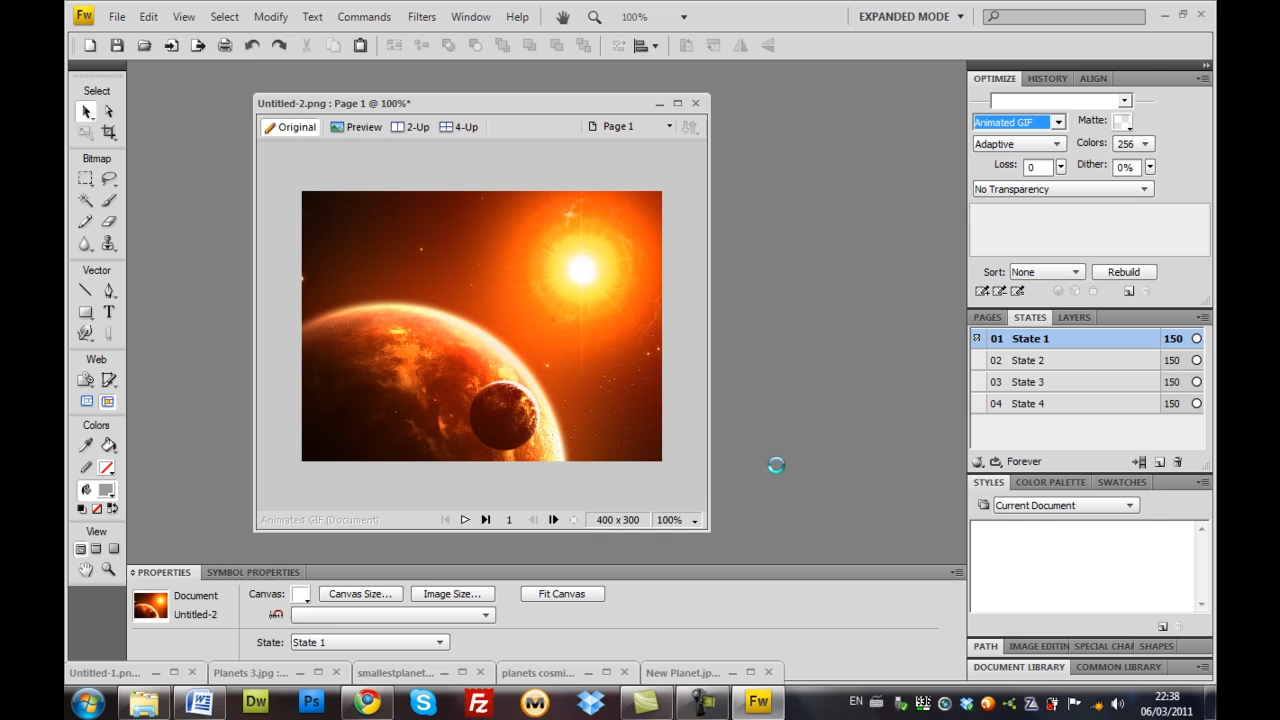 Fw File Edit View Select Modify Text Commands Filters Window Help 100% EXPANDED MODE
OPTIMIZE HISTORY ALIGN
Select
Untitled-2.png : Page 1 @ 100%*
Original Preview 2-Up 4-Up Page 1
Animated GIF Matte:
Adaptive Colors: 256
Loss: 0 Dither: 0%
No Transparency
Bitmap
Sort: None Rebuild
Vector
PAGES STATES LAYERS
01 State 1 150
02 State 2 150
03 State 3 150
04 State 4 150
Web
Colors
Forever
STYLES COLOR PALETTE SWATCHES
Current Document
Animated GIF (Document) 1 400 x 300 100%
View
PROPERTIES SYMBOL PROPERTIES
Document Canvas: Canvas Size... Image Size... Fit Canvas
Untitled-2
State: State 1
PATH IMAGE EDITIN SPECIAL CHAR SHAPES
DOCUMENT LIBRARY COMMON LIBRARY
Untitled-1.pn... Planets 3.jpg :... smallestplanet... planets cosmi... New Planet.jp...
Dw Ps Fz M Fw EN 22:38
06/03/2011